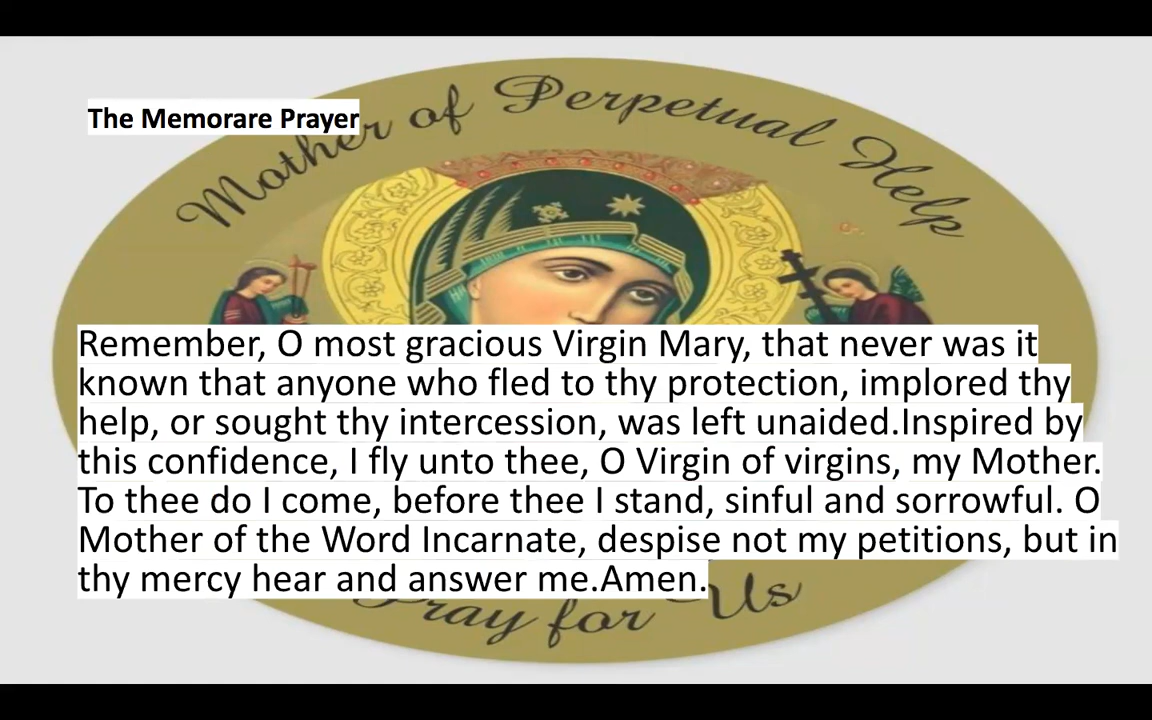 The Memorare Prayer
Mother of Perpetual Help
Remember, O most gracious Virgin Mary, that never was it
known that anyone who fled to thy protection, implored thy
help, or sought thy intercession, was left unaided.Inspired by
this confidence, I fly unto thee, O Virgin of virgins, my Mother.
To thee do I come, before thee I stand, sinful and sorrowful. O
Mother of the Word Incarnate, despise not my petitions, but in
thy mercy hear and answer me.Amen.
Pray for Us